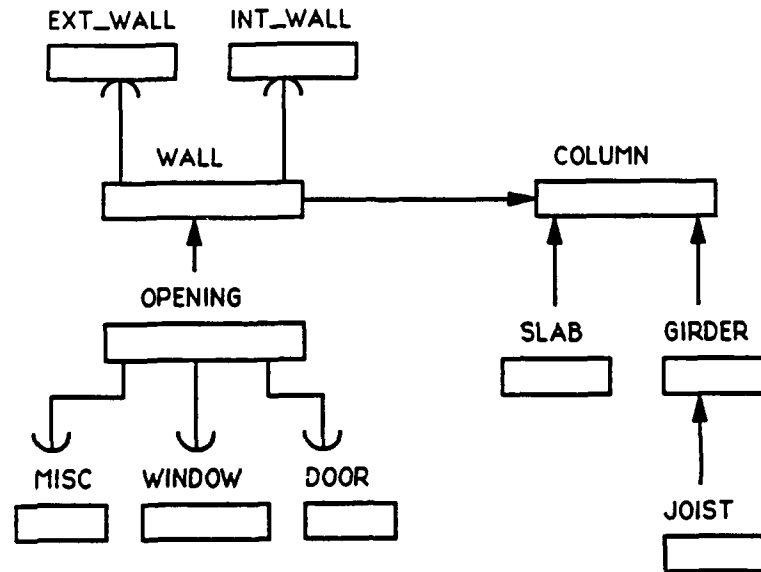 EXT_WALL INT_WALL
WALL COLUMN
OPENING
SLAB GIRDER
MISC WINDOW DOOR
JOIST